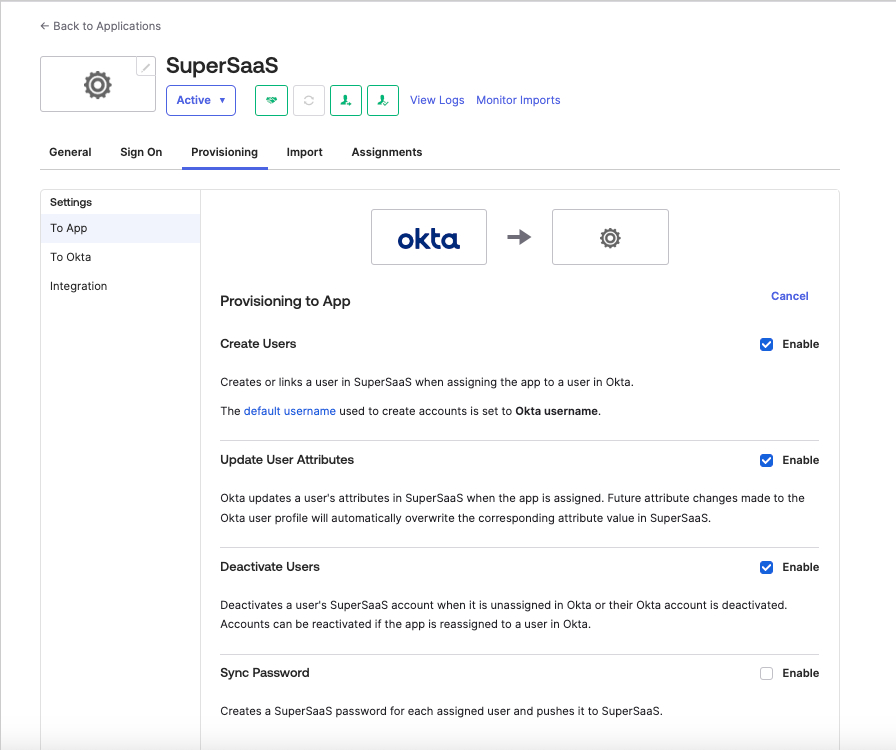 ← Back to Applications
SuperSaaS
Active ▼
View Logs Monitor Imports
General Sign On Provisioning Import Assignments
Settings
To App
To Okta
Integration
okta
Provisioning to App Cancel
Create Users Enable
Creates or links a user in SuperSaaS when assigning the app to a user in Okta.
The default username used to create accounts is set to Okta username.
Update User Attributes Enable
Okta updates a user's attributes in SuperSaaS when the app is assigned. Future attribute changes made to the
Okta user profile will automatically overwrite the corresponding attribute value in SuperSaaS.
Deactivate Users Enable
Deactivates a user's SuperSaaS account when it is unassigned in Okta or their Okta account is deactivated.
Accounts can be reactivated if the app is reassigned to a user in Okta.
Sync Password Enable
Creates a SuperSaaS password for each assigned user and pushes it to SuperSaaS.